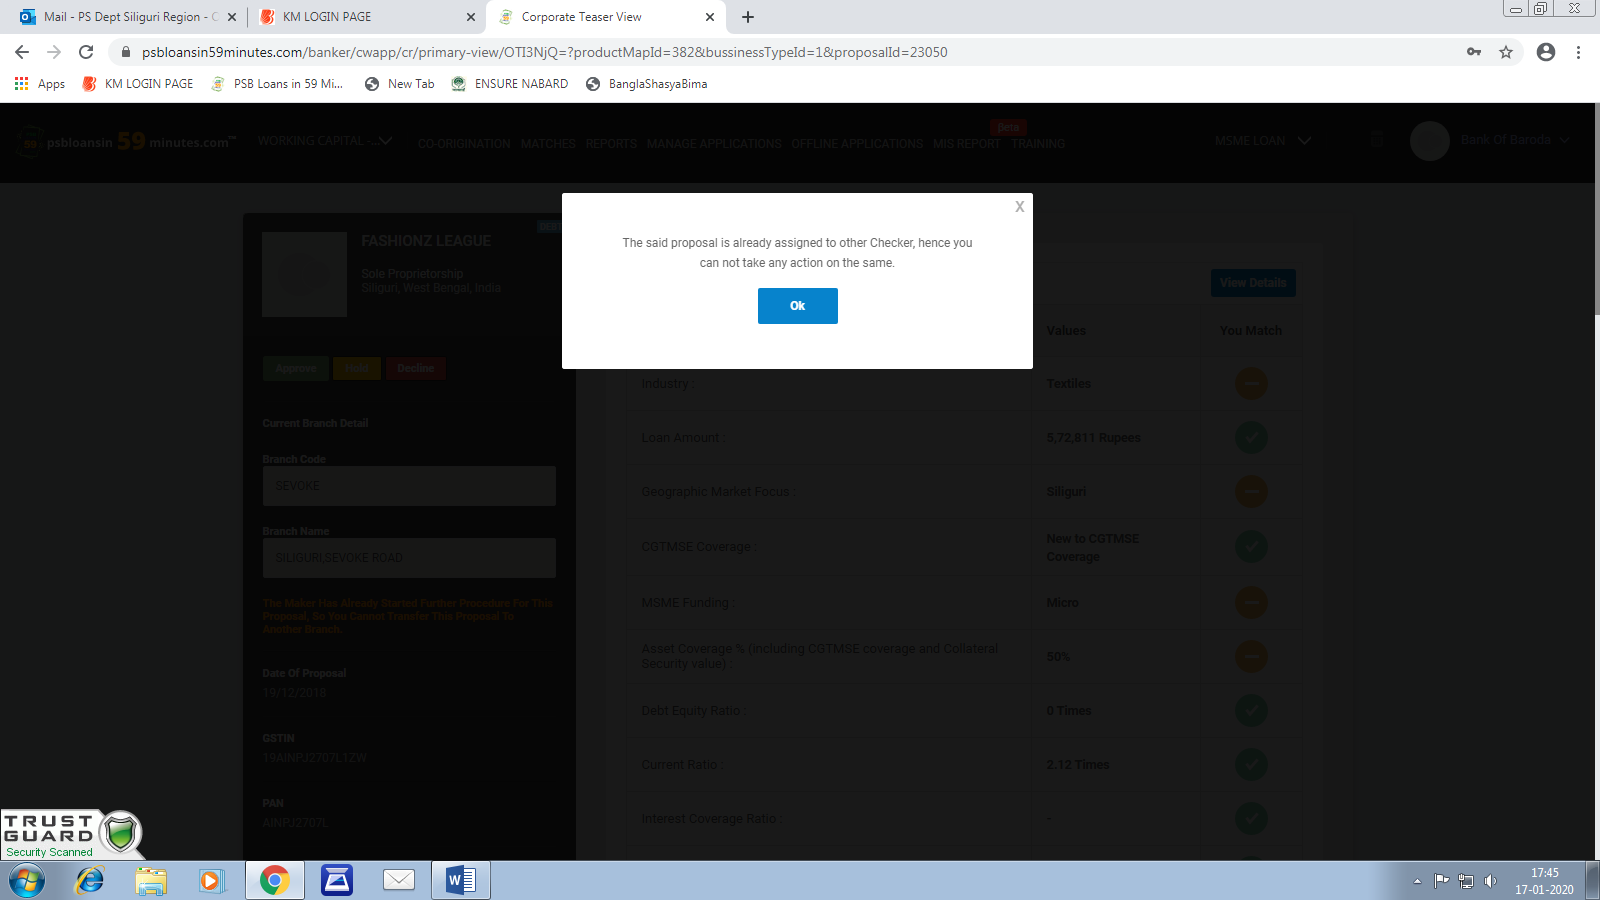 Mail - PS Dept Siliguri Region - O
KM LOGIN PAGE
Corporate Teaser View
psbloansin59minutes.com/banker/cwapp/cr/primary-view/OTI3NjQ=?productMapId=382&bussinessTypeId=1&proposalId=23050
Apps
KM LOGIN PAGE
PSB Loans in 59 Mi...
New Tab
ENSURE NABARD
BanglaShasyaBima
59 psbloansin 59 minutes.com™
WORKING CAPITAL -...
CO-ORIGINATION
MATCHES
REPORTS
MANAGE APPLICATIONS
OFFLINE APPLICATIONS
MIS REPORT
Beta
TRAINING
MSME LOAN
Bank Of Baroda
X
The said proposal is already assigned to other Checker, hence you
can not take any action on the same.
Ok
FASHIONZ LEAGUE
Sole Proprietorship
Siliguri, West Bengal, India
Approve
Hold
Decline
Current Branch Detail
Branch Code
SEVOKE
Branch Name
SILIGURI,SEVOKE ROAD
The Maker Has Already Started Further Procedure For This
Proposal, So You Cannot Transfer This Proposal To
Another Branch.
Date Of Proposal
19/12/2018
GSTIN
19AINPJ2707L1ZW
PAN
AINPJ2707L
View Details
Values
You Match
Industry :
Textiles
Loan Amount :
5,72,811 Rupees
Geographic Market Focus :
Siliguri
CGTMSE Coverage :
New to CGTMSE
Coverage
MSME Funding :
Micro
Asset Coverage % (including CGTMSE coverage and Collateral
Security value) :
50%
Debt Equity Ratio :
0 Times
Current Ratio :
2.12 Times
Interest Coverage Ratio :
-
TRUST
GUARD
Security Scanned
17:45
17-01-2020